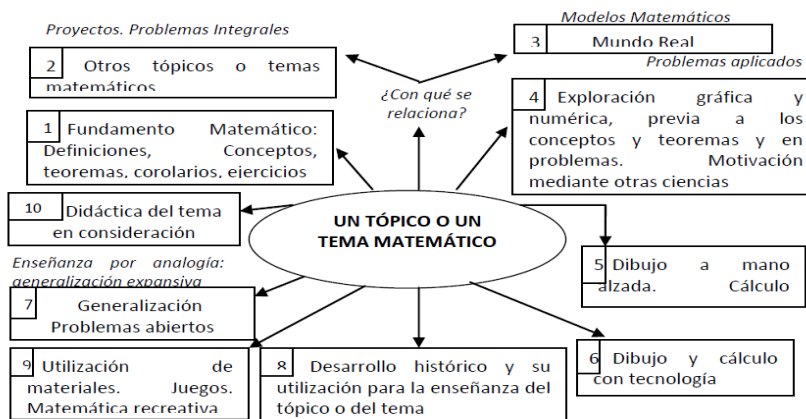 Proyectos. Problemas Integrales
Modelos Matemáticos
2 Otros tópicos o temas
matemáticos
3 Mundo Real
Problemas aplicados
¿Con qué se
relaciona?
1 Fundamento Matemático:
Definiciones, Conceptos,
teoremas, corolarios, ejercicios
4 Exploración gráfica y
numérica, previa a los
conceptos y teoremas y en
problemas. Motivación
mediante otras ciencias
10 Didáctica del tema
en consideración
UN TÓPICO O UN
TEMA MATEMÁTICO
Enseñanza por analogía:
generalización expansiva
5 Dibujo a mano
alzada. Cálculo
7 Generalización
Problemas abiertos
9 Utilización de
materiales. Juegos.
Matemática recreativa
8 Desarrollo histórico y su
utilización para la enseñanza del
tópico o del tema
6 Dibujo y cálculo
con tecnología